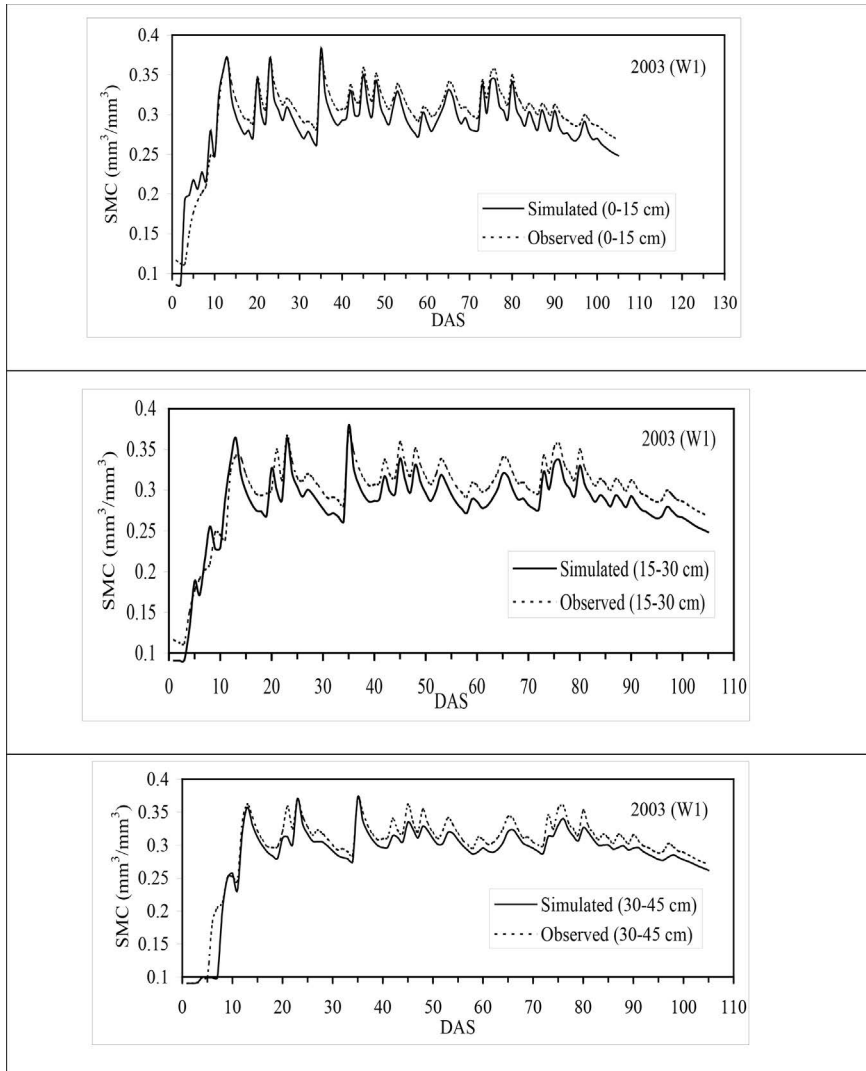 2003 (W1)
SMC (mm³/mm³)
0.4
0.35
0.3
0.25
0.2
0.15
0.1
Simulated (0-15 cm)
Observed (0-15 cm)
0 10 20 30 40 50 60 70 80 90 100 110 120 130
DAS
2003 (W1)
SMC (mm³/mm³)
0.4
0.35
0.3
0.25
0.2
0.15
0.1
Simulated (15-30 cm)
Observed (15-30 cm)
0 10 20 30 40 50 60 70 80 90 100 110
DAS
2003 (W1)
SMC (mm³/mm³)
0.4
0.35
0.3
0.25
0.2
0.15
0.1
Simulated (30-45 cm)
Observed (30-45 cm)
0 10 20 30 40 50 60 70 80 90 100 110
DAS